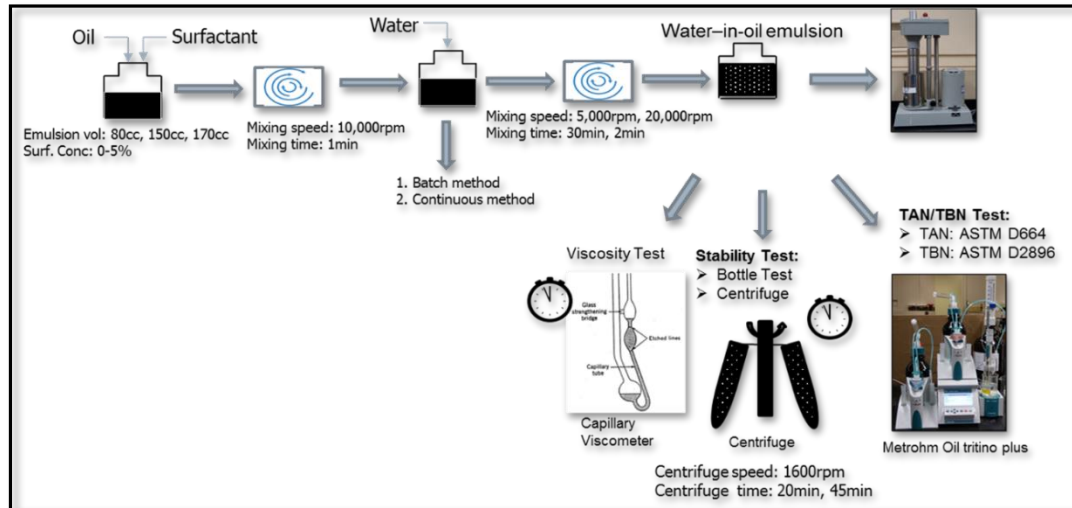 Oil
Surfactant
Emulsion vol: 80cc, 150cc, 170cc
Surf. Conc: 0-5%
Mixing speed: 10,000rpm
Mixing time: 1min
Water
1. Batch method
2. Continuous method
Mixing speed: 5,000rpm, 20,000rpm
Mixing time: 30min, 2min
Water–in-oil emulsion
Viscosity Test
Glass
strengthening
bridge
Etched lines
Capillary
tube
Capillary
Viscometer
Stability Test:
➢ Bottle Test
➢ Centrifuge
Centrifuge
Centrifuge speed: 1600rpm
Centrifuge time: 20min, 45min
TAN/TBN Test:
➢ TAN: ASTM D664
➢ TBN: ASTM D2896
Metrohm Oil tritino plus